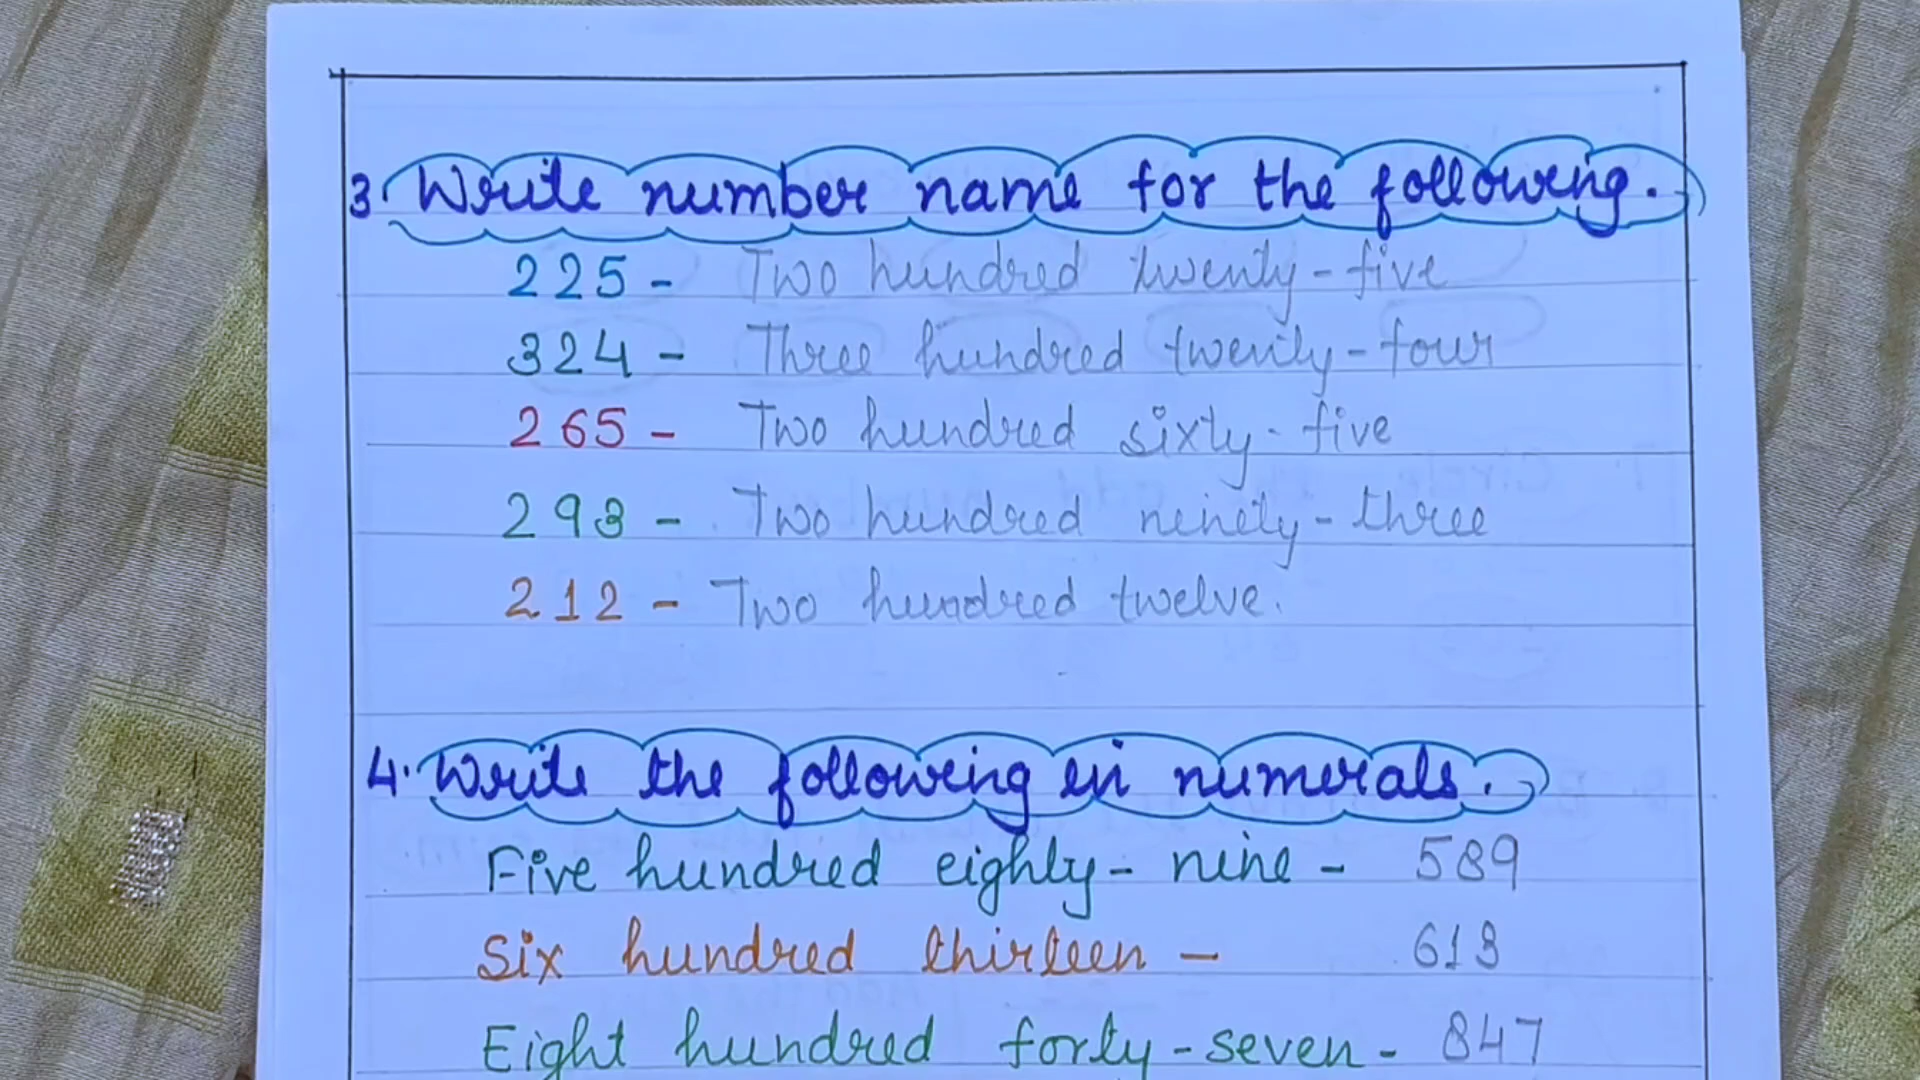 3. Write number name for the following.
225 - Two hundred twenty-five
324 - Three hundred twenty-four
265 - Two hundred sixty-five
293 - Two hundred ninety-three
212 - Two hundred twelve.
4. Write the following in numerals.
Five hundred eighty-nine - 589
Six hundred thirteen - 613
Eight hundred forty-seven - 847